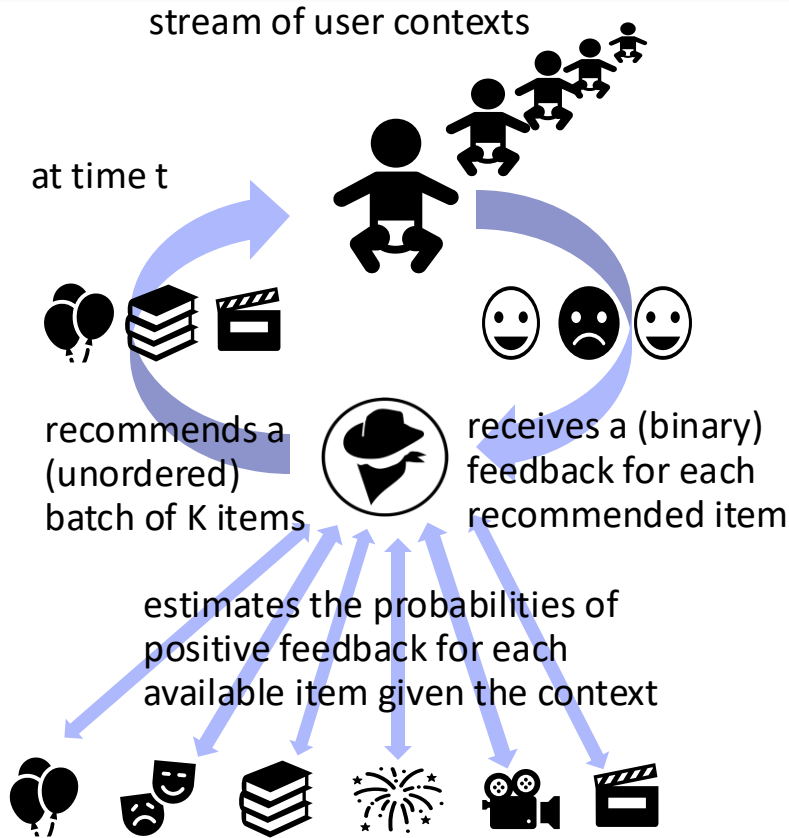 stream of user contexts
at time t
recommends a
(unordered)
batch of K items
receives a (binary)
feedback for each
recommended item
estimates the probabilities of
positive feedback for each
available item given the context